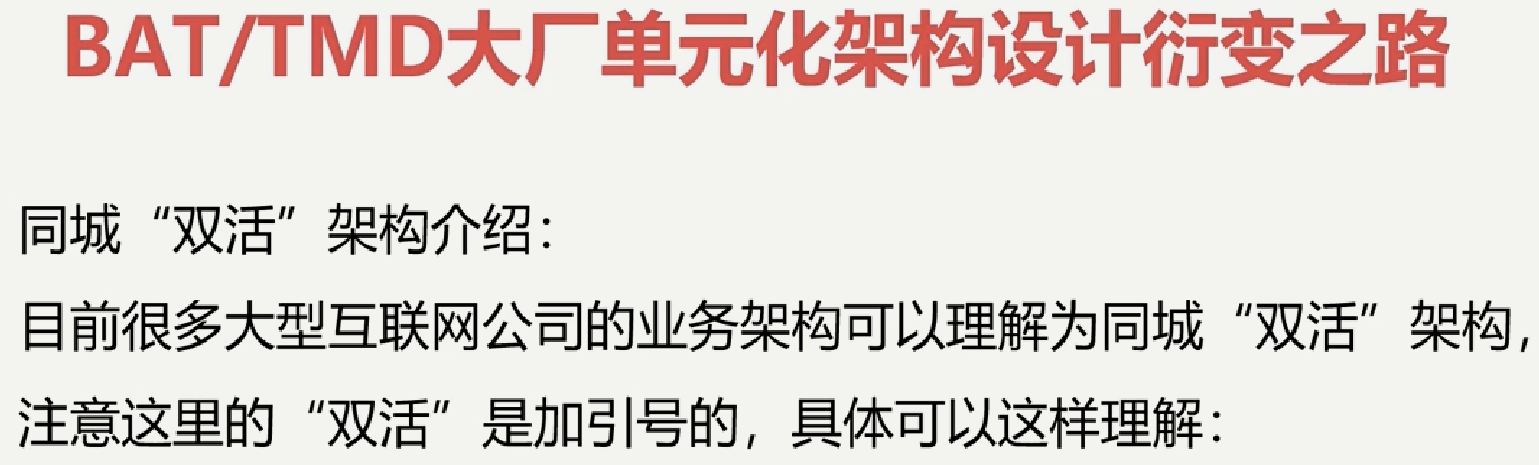 BAT/TMD大厂单元化架构设计衍变之路
同城“双活”架构介绍：
目前很多大型互联网公司的业务架构可以理解为同城“双活”架构，
注意这里的“双活”是加引号的，具体可以这样理解：